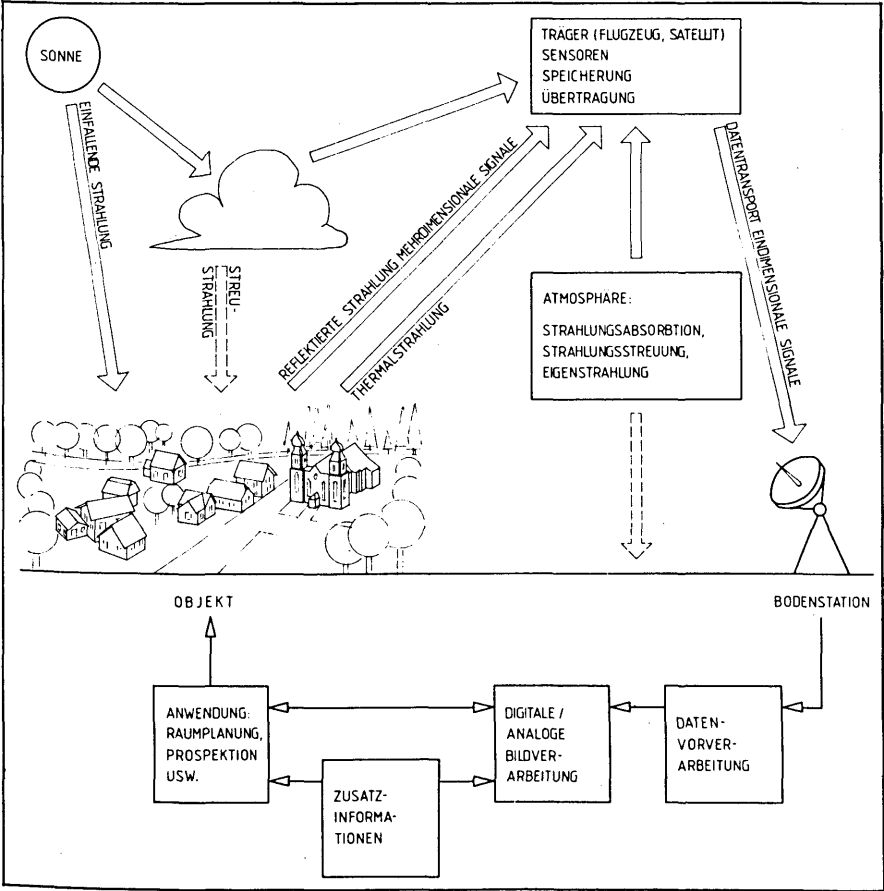 SONNE
TRÄGER (FLUGZEUG, SATELLIT)
SENSOREN
SPEICHERUNG
ÜBERTRAGUNG
EINFALLENDE STRAHLUNG
STREU-
STRAHLUNG
REFLEKTIERTE STRAHLUNG MEHRDIMENSIONALE SIGNALE
THERMALSTRAHLUNG
DATENTRANSPORT EINDIMENSIONALE SIGNALE
ATMOSPHÄRE:
STRAHLUNGSABSORBTION,
STRAHLUNGSSTREUUNG,
EIGENSTRAHLUNG
OBJEKT
BODENSTATION
ANWENDUNG:
RAUMPLANUNG,
PROSPEKTION
USW.
DIGITALE /
ANALOGE
BILDVER-
ARBEITUNG
DATEN-
VORVER-
ARBEITUNG
ZUSATZ-
INFORMA-
TIONEN